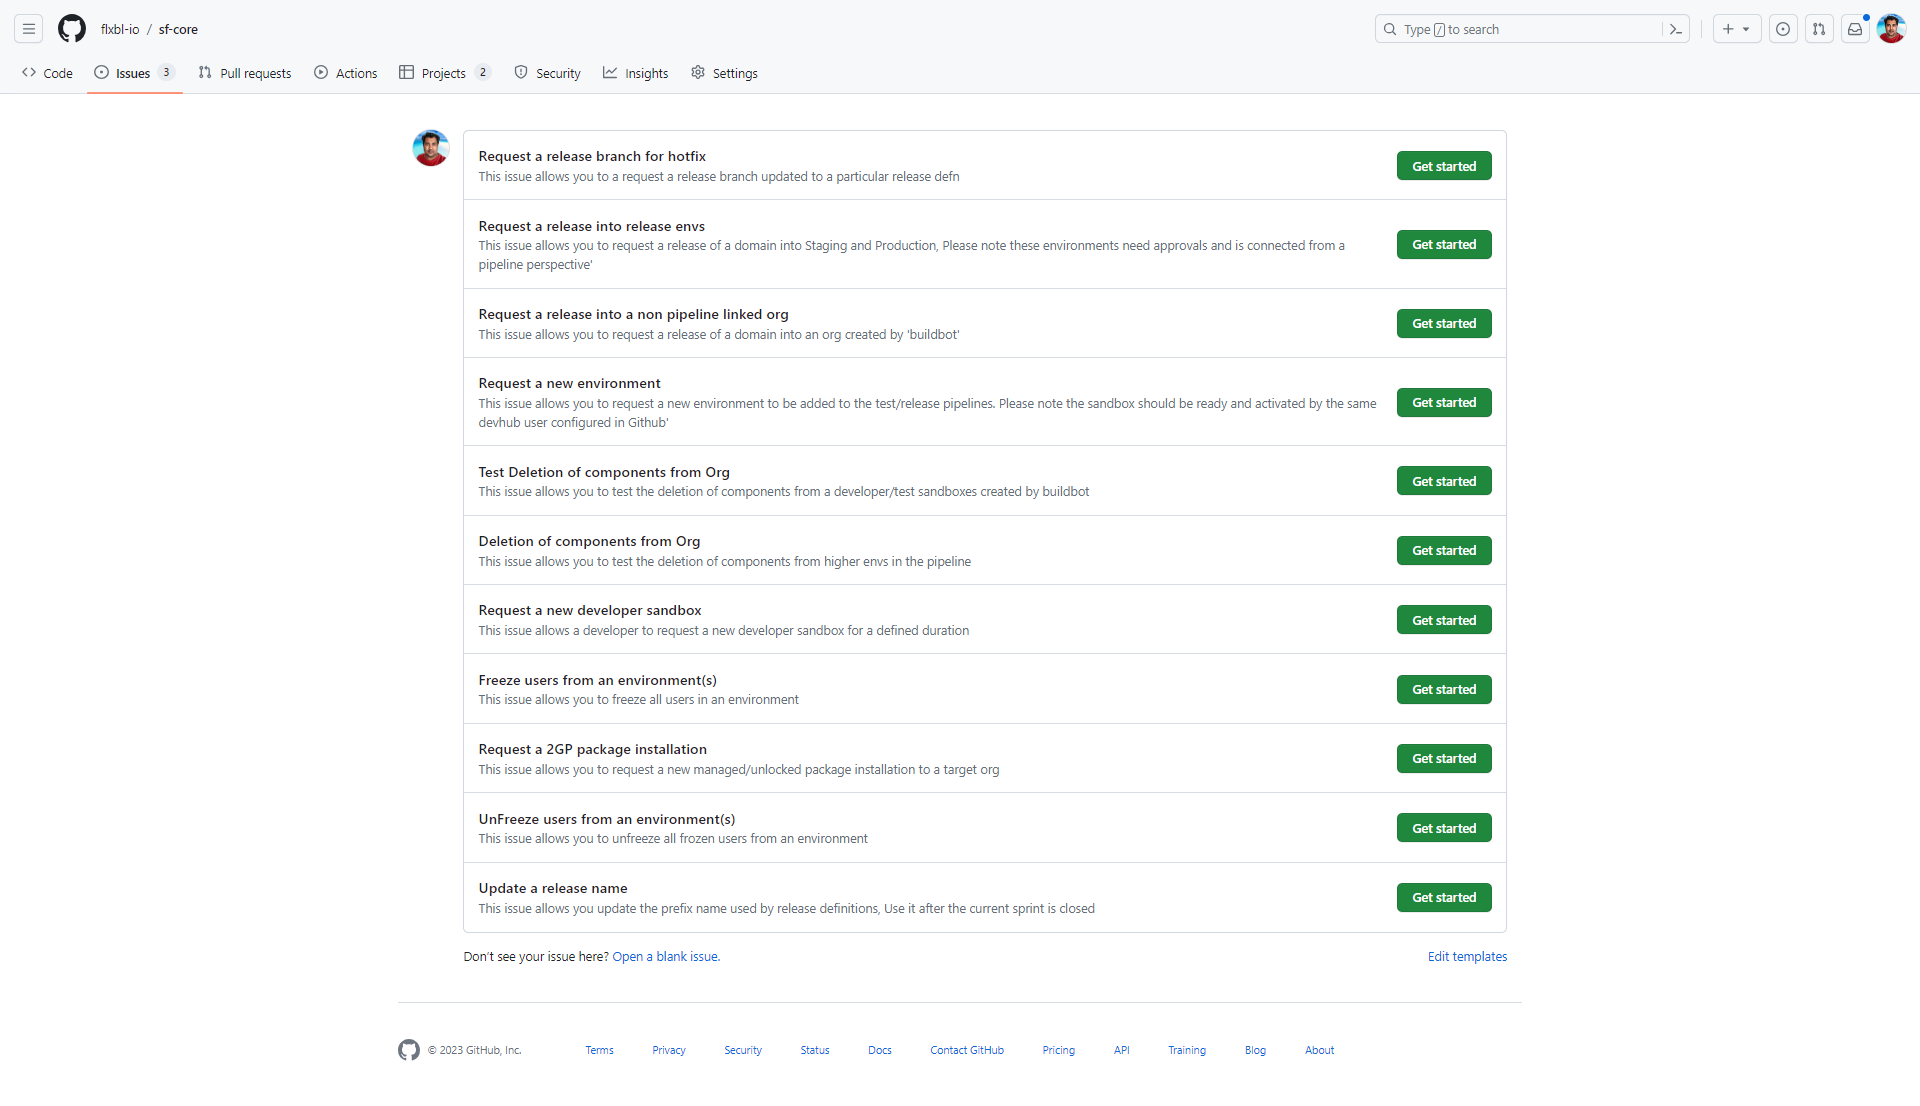 flxbl-io / sf-core
Type / to search
Code
Issues 3
Pull requests
Actions
Projects 2
Security
Insights
Settings
Request a release branch for hotfix
This issue allows you to a request a release branch updated to a particular release defn
Get started
Request a release into release envs
This issue allows you to request a release of a domain into Staging and Production, Please note these environments need approvals and is connected from a
pipeline perspective'
Get started
Request a release into a non pipeline linked org
This issue allows you to request a release of a domain into an org created by 'buildbot'
Get started
Request a new environment
This issue allows you to request a new environment to be added to the test/release pipelines. Please note the sandbox should be ready and activated by the same
devhub user configured in Github'
Get started
Test Deletion of components from Org
This issue allows you to test the deletion of components from a developer/test sandboxes created by buildbot
Get started
Deletion of components from Org
This issue allows you to test the deletion of components from higher envs in the pipeline
Get started
Request a new developer sandbox
This issue allows a developer to request a new developer sandbox for a defined duration
Get started
Freeze users from an environment(s)
This issue allows you to freeze all users in an environment
Get started
Request a 2GP package installation
This issue allows you to request a new managed/unlocked package installation to a target org
Get started
UnFreeze users from an environment(s)
This issue allows you to unfreeze all frozen users from an environment
Get started
Update a release name
This issue allows you update the prefix name used by release definitions, Use it after the current sprint is closed
Get started
Don't see your issue here? Open a blank issue.
Edit templates
© 2023 GitHub, Inc.
Terms
Privacy
Security
Status
Docs
Contact GitHub
Pricing
API
Training
Blog
About